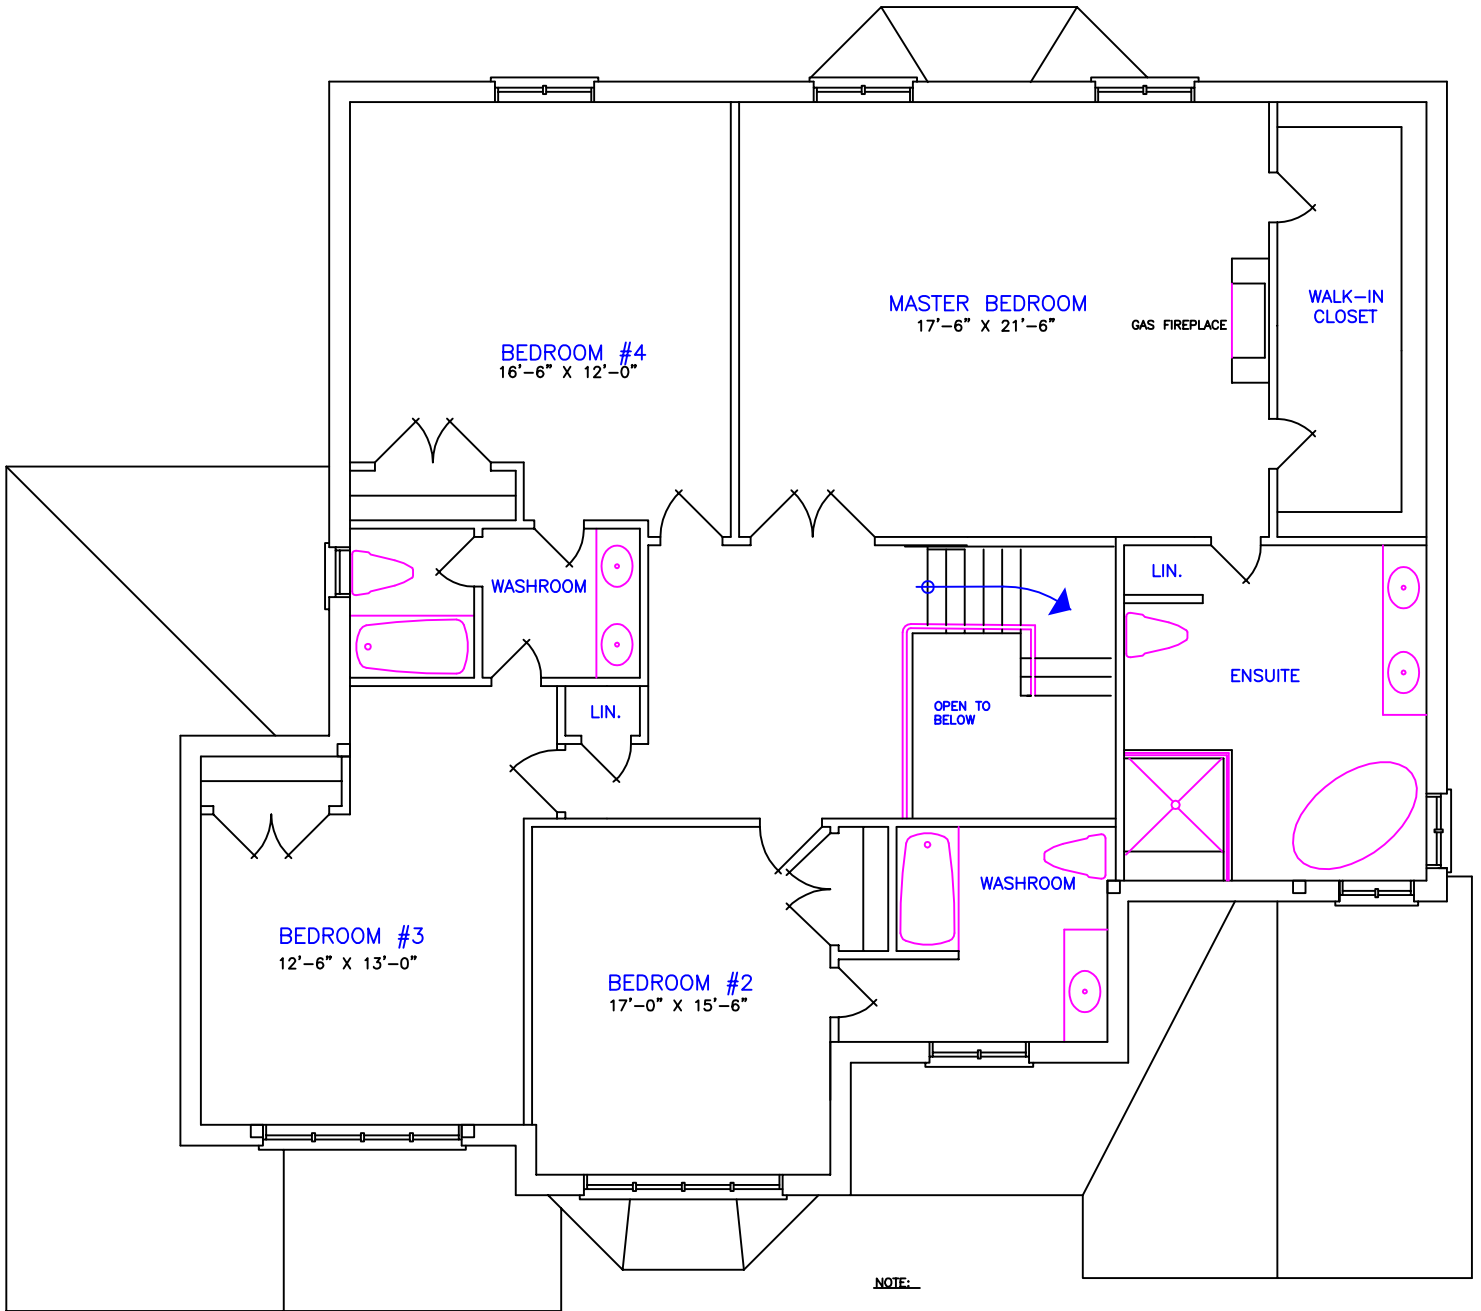 MASTER BEDROOM
17'-6" X 21'-6"
GAS FIREPLACE
WALK-IN
CLOSET
BEDROOM #4
16'-6" X 12'-0"
WASHROOM
LIN.
LIN.
ENSUITE
OPEN TO
BELOW
WASHROOM
BEDROOM #3
12'-6" X 13'-0"
BEDROOM #2
17'-0" X 15'-6"
NOTE: